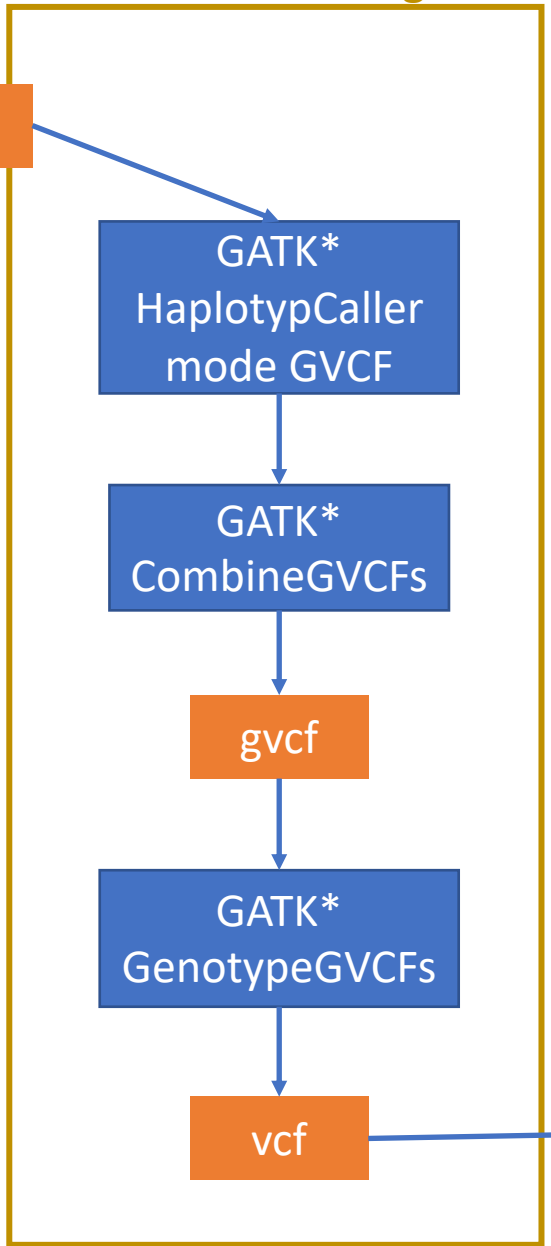 GATK*
HaplotypCaller
mode GVCF
GATK*
CombineGVCFs
gvcf
GATK*
GenotypeGVCFs
vcf